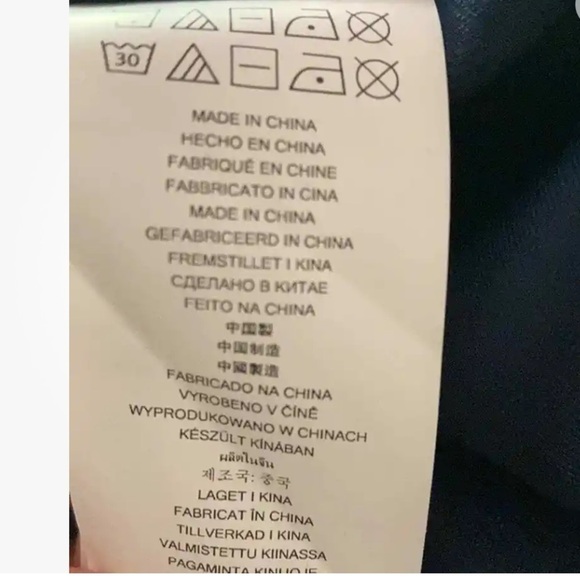 30
MADE IN CHINA
HECHO EN CHINA
FABRIQUÉ EN CHINE
FABBRICATO IN CINA
MADE IN CHINA
GEFABRICEERD IN CHINA
FREMSTILLET I KINA
СДЕЛАНО В КИТАЕ
FEITO NA CHINA
中国製
中国制造
中國製造
FABRICADO NA CHINA
VYROBENO V ČÍNĚ
WYPRODUKOWANO W CHINACH
KÉSZÜLT KÍNÁBAN
ผลิตในจีน
제조국: 중국
LAGET I KINA
FABRICAT ÎN CHINA
TILLVERKAD I KINA
VALMISTETTU KIINASSA
PAGAMINTA KINIJOJE